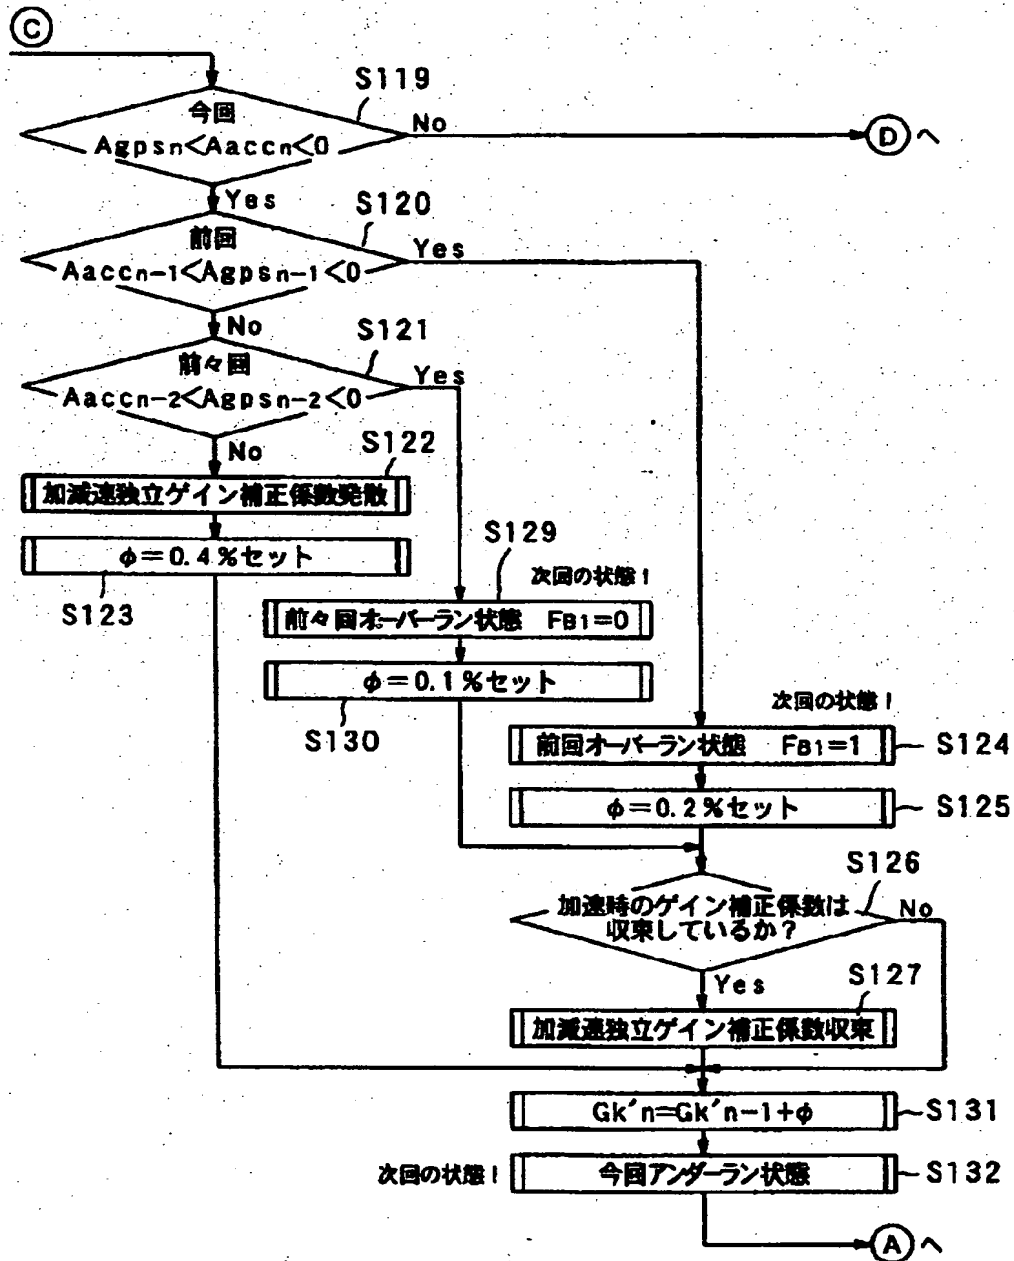 C
S119
今回
Agpsn<Aaccn<0
No
Dへ
Yes
S120
前回
Aaccn-1<Agpsn-1<0
Yes
No
S121
前々回
Aaccn-2<Agpsn-2<0
Yes
No
S122
加減速独立ゲイン補正係数発散
φ=0.4%セット
S123
S129
次回の状態!
前々回オーバーラン状態 FB1=0
φ=0.1%セット
S130
次回の状態!
前回オーバーラン状態 FB1=1
S124
φ=0.2%セット
S125
S126
加速時のゲイン補正係数は
収束しているか?
No
Yes
S127
加減速独立ゲイン補正係数収束
Gk'n=Gk'n-1+φ
S131
次回の状態!
今回アンダーラン状態
S132
Aへ